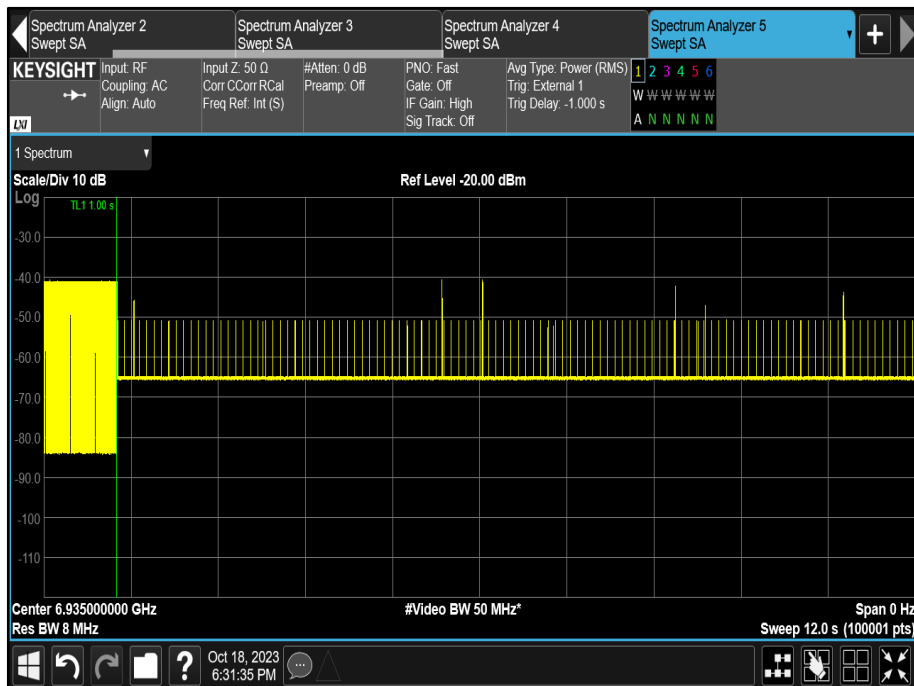 Spectrum Analyzer 2
Swept SA
Spectrum Analyzer 3
Swept SA
Spectrum Analyzer 4
Swept SA
Spectrum Analyzer 5
Swept SA
+
KEYSIGHT
LXI
Input: RF
Coupling: AC
Align: Auto
Input Z: 50 Ω
Corr CCorr RCal
Freq Ref: Int (S)
#Atten: 0 dB
Preamp: Off
PNO: Fast
Gate: Off
IF Gain: High
Sig Track: Off
Avg Type: Power (RMS)
Trig: External 1
Trig Delay: -1.000 s
1 2 3 4 5 6
W W W W W W
A N N N N N
1 Spectrum
Scale/Div 10 dB
Ref Level -20.00 dBm
Log
TL1 1.00 s
-30.0
-40.0
-50.0
-60.0
-70.0
-80.0
-90.0
-100
-110
Center 6.935000000 GHz
#Video BW 50 MHz*
Span 0 Hz
Res BW 8 MHz
Sweep 12.0 s (100001 pts)
?
Oct 18, 2023
6:31:35 PM